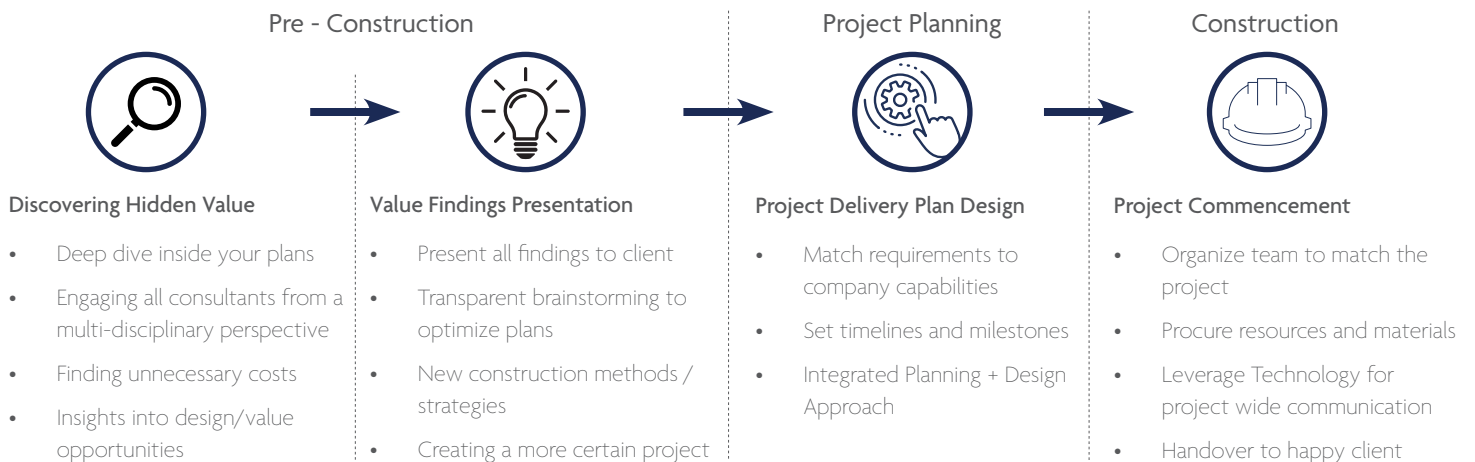 Pre - Construction
Project Planning
Construction
Discovering Hidden Value
• Deep dive inside your plans
• Engaging all consultants from a
multi-disciplinary perspective
• Finding unnecessary costs
• Insights into design/value
opportunities
Value Findings Presentation
• Present all findings to client
• Transparent brainstorming to
optimize plans
• New construction methods /
strategies
• Creating a more certain project
Project Delivery Plan Design
• Match requirements to
company capabilities
• Set timelines and milestones
• Integrated Planning + Design
Approach
Project Commencement
• Organize team to match the
project
• Procure resources and materials
• Leverage Technology for
project wide communication
• Handover to happy client